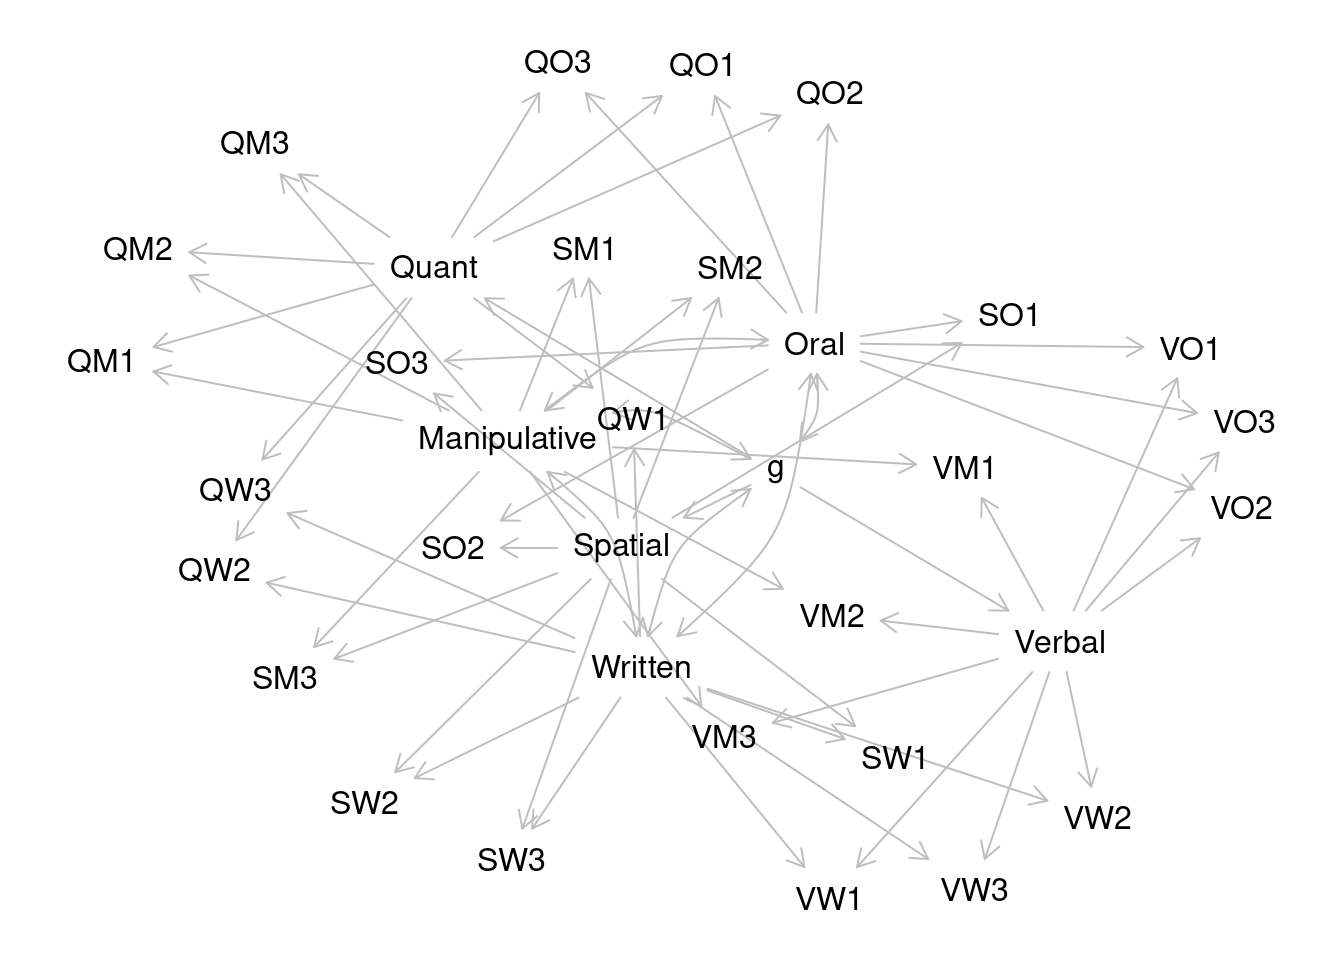 QO3
QO1
QO2
QM3
QM2
SM1
Quant
SM2
SO1
Oral
VO1
QM1
SO3
QW1
VO3
Manipulative
g
VM1
QW3
VO2
SO2
Spatial
QW2
VM2
Verbal
Written
SM3
VM3
SW1
SW2
VW2
SW3
VW3
VW1